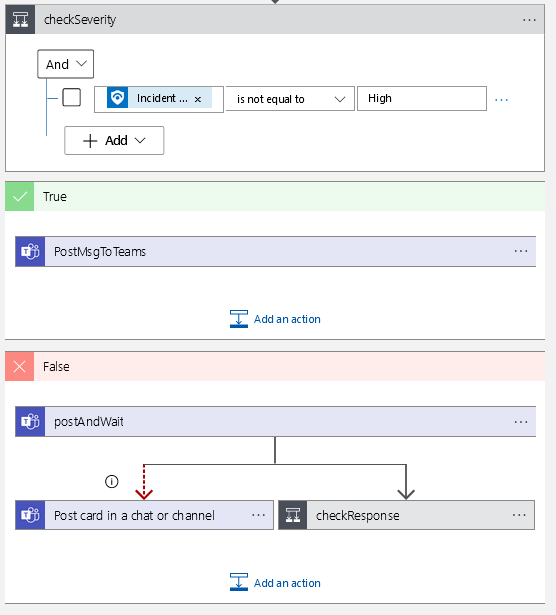 checkSeverity
And
Incident ... × is not equal to High
Add
True
PostMsgToTeams
Add an action
False
postAndWait
Post card in a chat or channel
checkResponse
Add an action